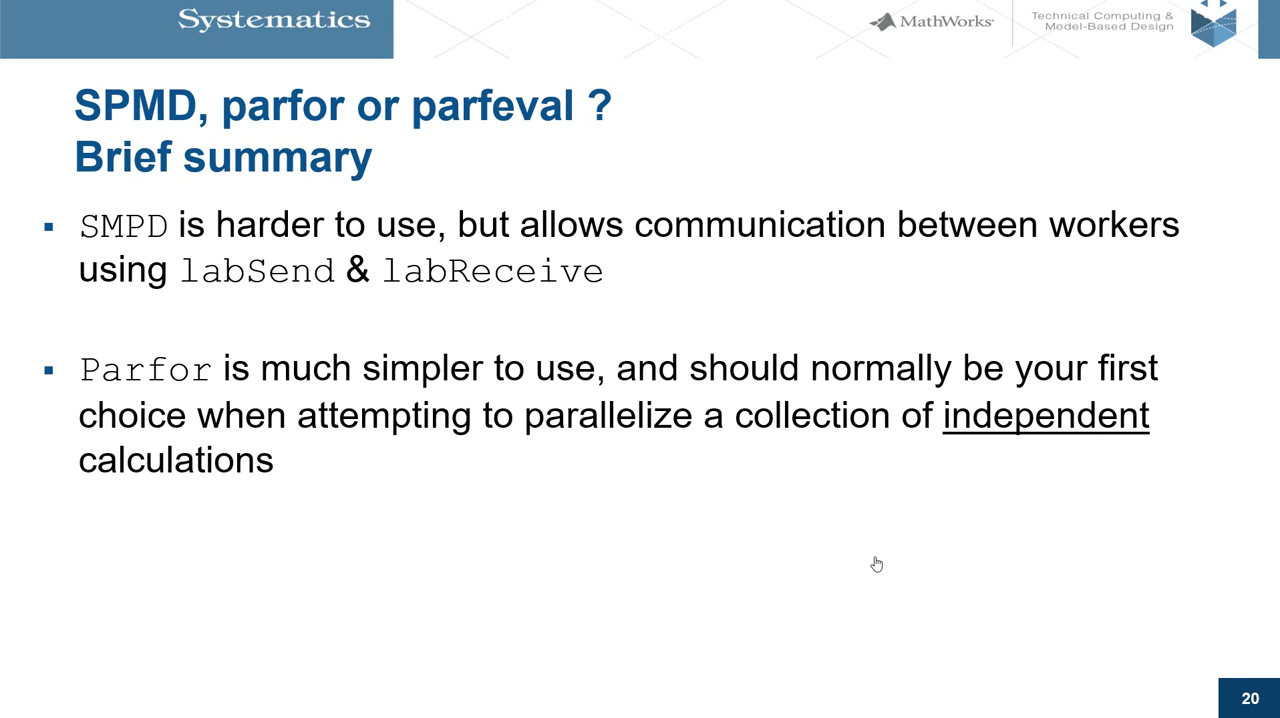 Systematics
MathWorks
Technical Computing &
Model-Based Design
SPMD, parfor or parfeval ?
Brief summary
▪ SMPD is harder to use, but allows communication between workers
using labSend & labReceive
▪ Parfor is much simpler to use, and should normally be your first
choice when attempting to parallelize a collection of independent
calculations
20